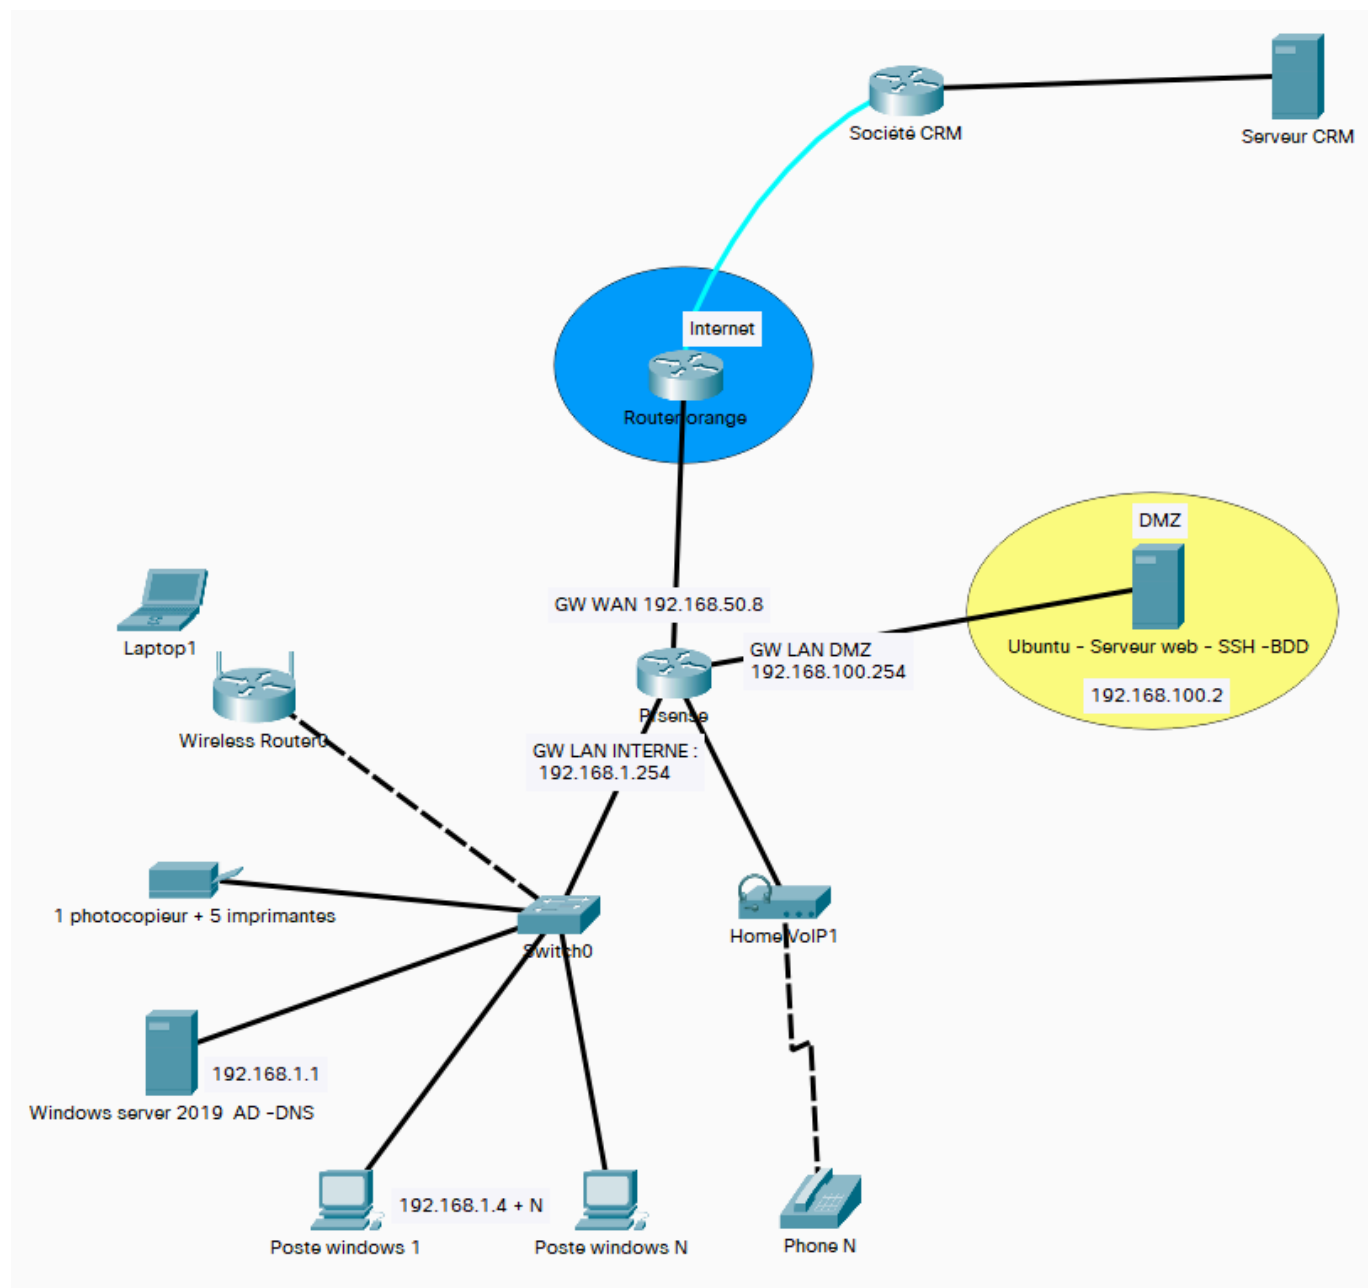 Société CRM
Serveur CRM
Internet
Router orange
DMZ
GW WAN 192.168.50.8
Laptop1
GW LAN DMZ
192.168.100.254
Ubuntu - Serveur web - SSH -BDD
192.168.100.2
Pfsense
Wireless Router0
GW LAN INTERNE :
192.168.1.254
1 photocopieur + 5 imprimantes
Home VoIP1
Switch0
192.168.1.1
Windows server 2019 AD -DNS
192.168.1.4 + N
Poste windows 1
Poste windows N
Phone N